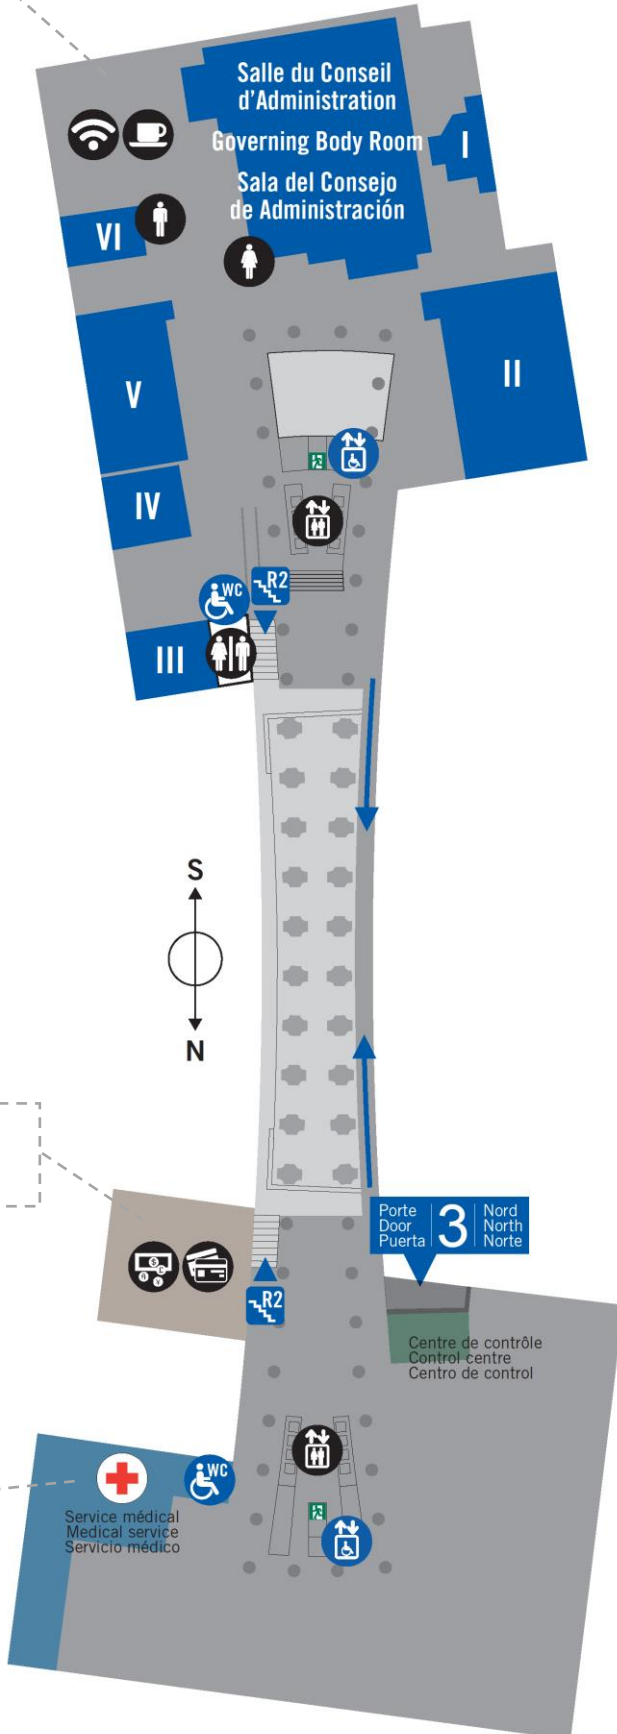 Salle du Conseil
d'Administration
Governing Body Room
Sala del Consejo
de Administración
I
VI
II
V
IV
WC
R2
III
S
N
Porte
Door
Puerta
3
Nord
North
Norte
R2
Centre de contrôle
Control centre
Centro de control
WC
Service médical
Medical service
Servicio médico